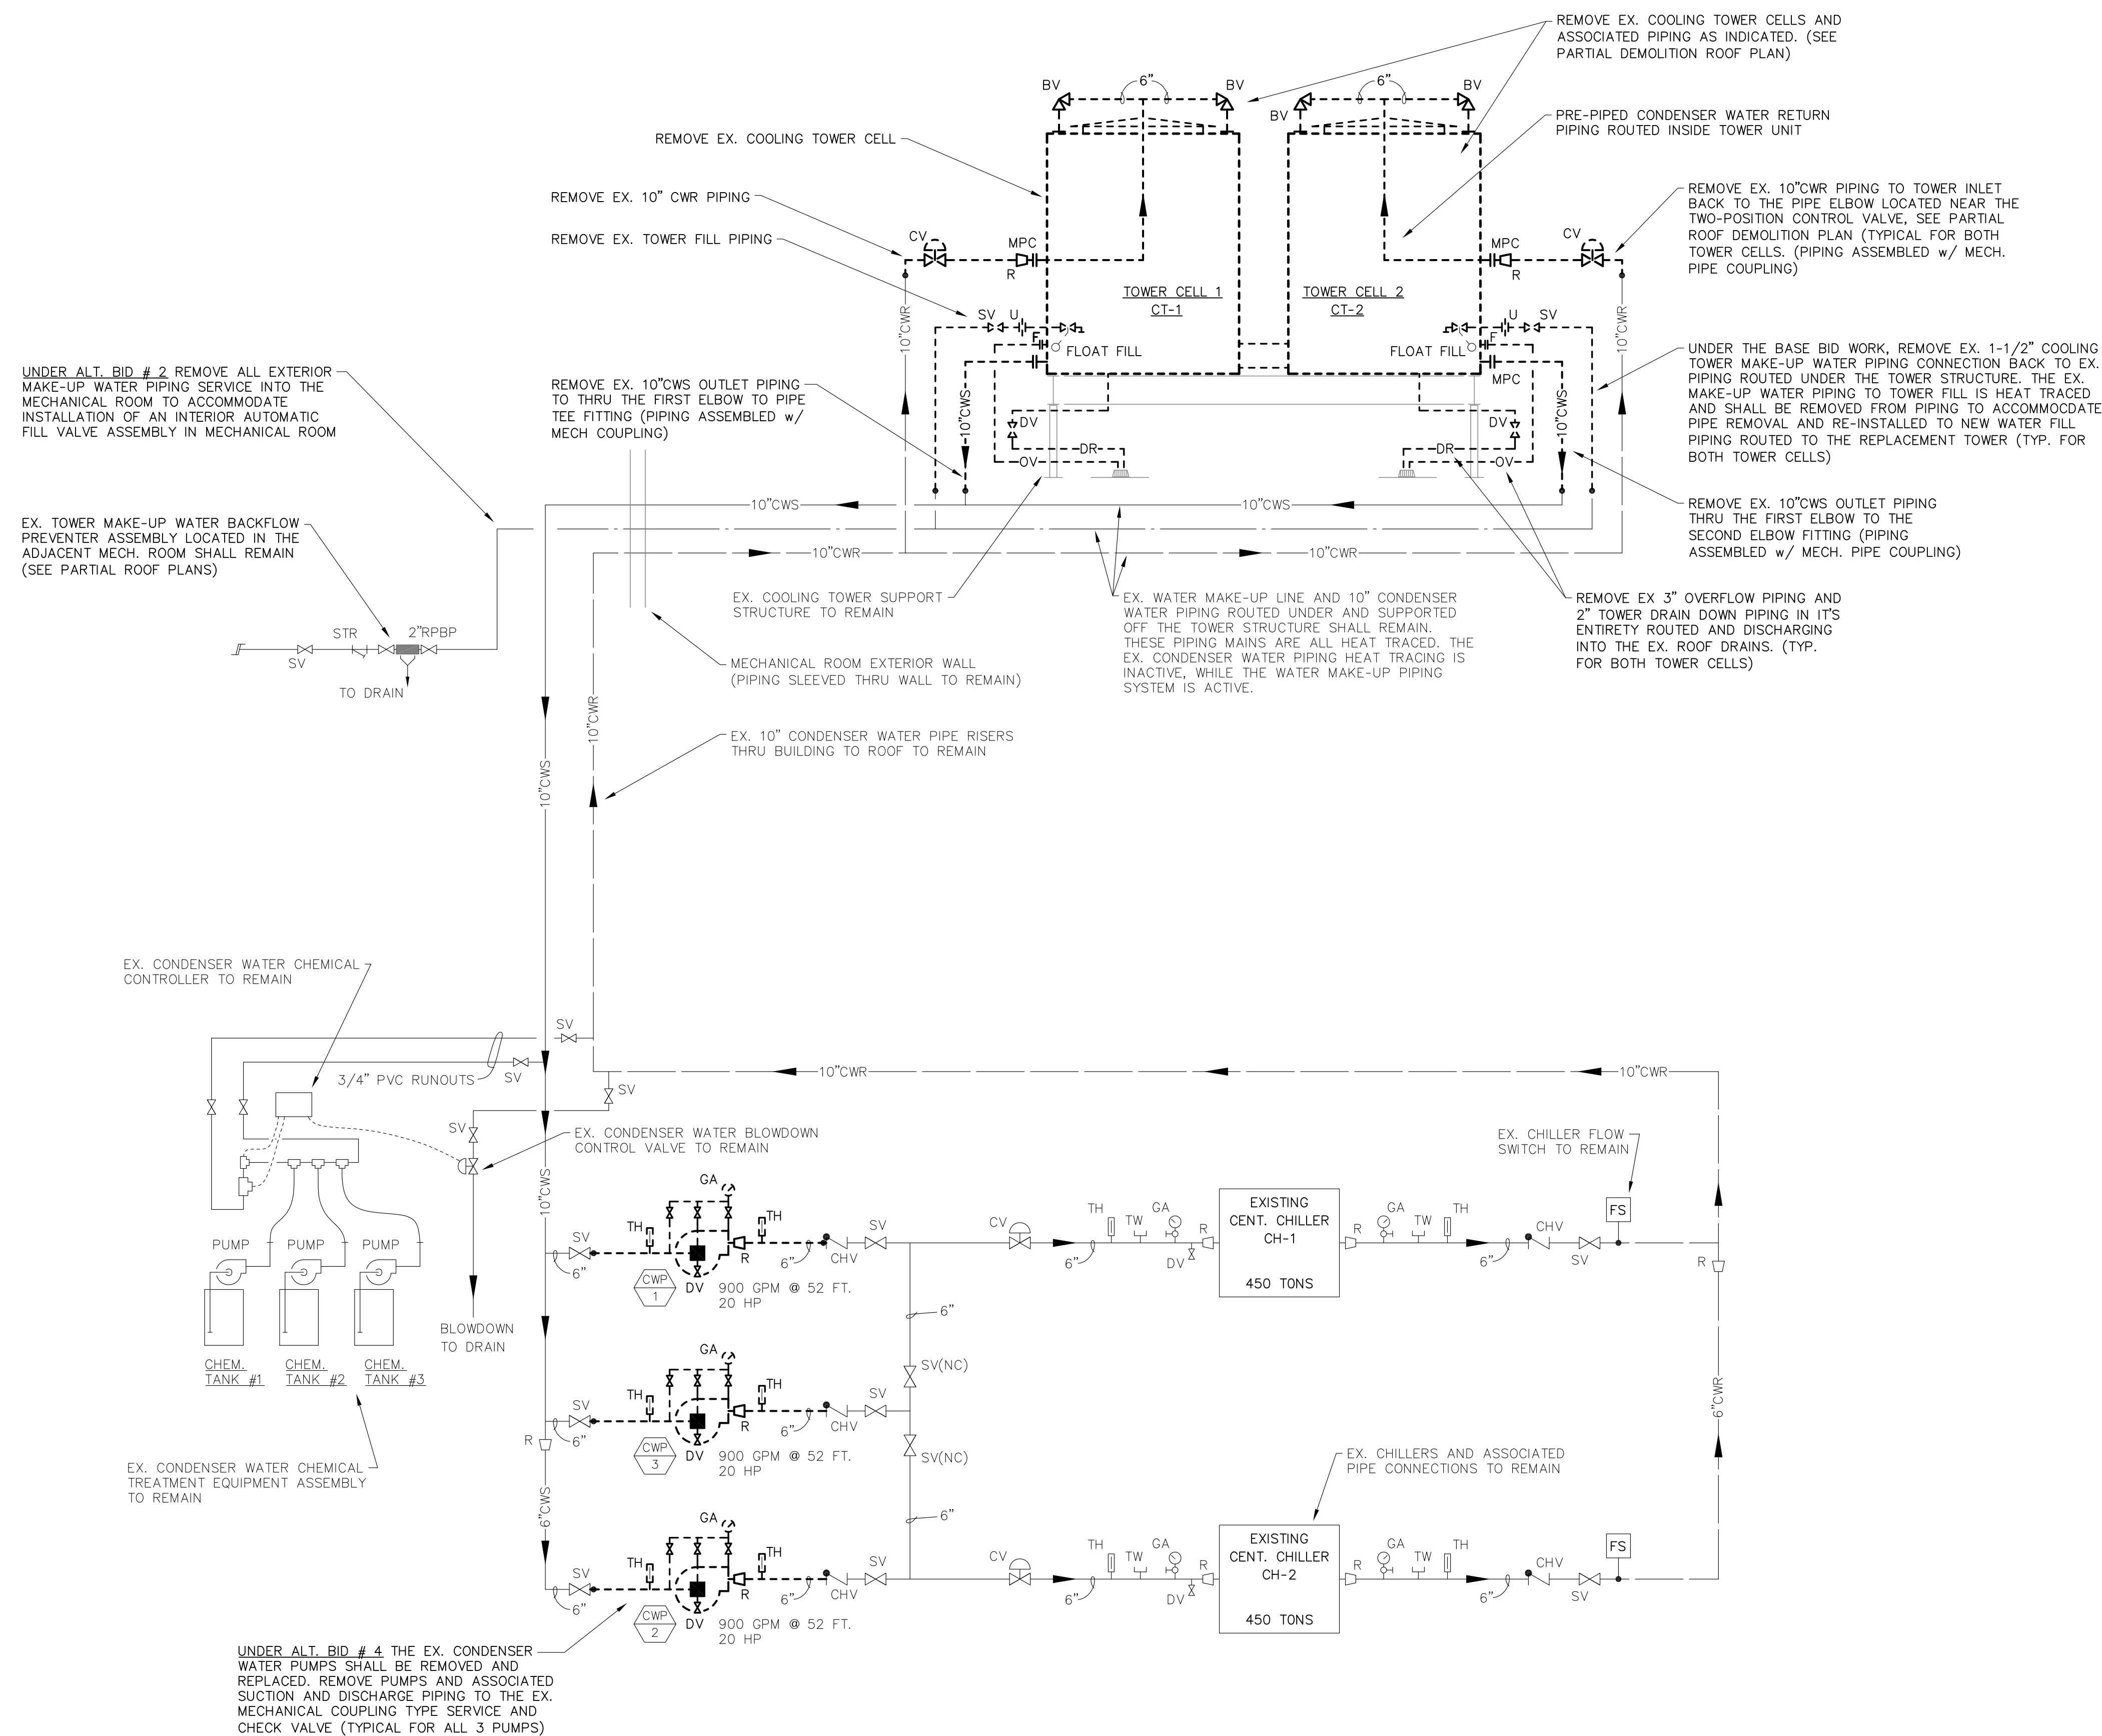 REMOVE EX. COOLING TOWER CELLS AND
ASSOCIATED PIPING AS INDICATED. (SEE
PARTIAL DEMOLITION ROOF PLAN)
BV
6"
BV
BV
6"
BV
PRE-PIPED CONDENSER WATER RETURN
PIPING ROUTED INSIDE TOWER UNIT
REMOVE EX. COOLING TOWER CELL
REMOVE EX. 10" CWR PIPING
REMOVE EX. TOWER FILL PIPING
REMOVE EX. 10"CWR PIPING TO TOWER INLET
BACK TO THE PIPE ELBOW LOCATED NEAR THE
TWO-POSITION CONTROL VALVE, SEE PARTIAL
ROOF DEMOLITION PLAN (TYPICAL FOR BOTH
TOWER CELLS. (PIPING ASSEMBLED w/ MECH.
PIPE COUPLING)
CV
MPC
R
MPC
R
CV
TOWER CELL 1
CT-1
TOWER CELL 2
CT-2
10"CWR
SV
U
F
FLOAT FILL
FLOAT FILL
U
SV
F
MPC
10"CWR
UNDER ALT. BID # 2 REMOVE ALL EXTERIOR
MAKE-UP WATER PIPING SERVICE INTO THE
MECHANICAL ROOM TO ACCOMMODATE
INSTALLATION OF AN INTERIOR AUTOMATIC
FILL VALVE ASSEMBLY IN MECHANICAL ROOM
REMOVE EX. 10"CWS OUTLET PIPING
TO THRU THE FIRST ELBOW TO PIPE
TEE FITTING (PIPING ASSEMBLED w/
MECH COUPLING)
UNDER THE BASE BID WORK, REMOVE EX. 1-1/2" COOLING
TOWER MAKE-UP WATER PIPING CONNECTION BACK TO EX.
PIPING ROUTED UNDER THE TOWER STRUCTURE. THE EX.
MAKE-UP WATER PIPING TO TOWER FILL IS HEAT TRACED
AND SHALL BE REMOVED FROM PIPING TO ACCOMMOCDATE
PIPE REMOVAL AND RE-INSTALLED TO NEW WATER FILL
PIPING ROUTED TO THE REPLACEMENT TOWER (TYP. FOR
BOTH TOWER CELLS)
10"CWS
DV
DR
OV
DV
DR
OV
10"CWS
10"CWS
10"CWS
10"CWR
10"CWR
REMOVE EX. 10"CWS OUTLET PIPING
THRU THE FIRST ELBOW TO THE
SECOND ELBOW FITTING (PIPING
ASSEMBLED w/ MECH. PIPE COUPLING)
EX. TOWER MAKE-UP WATER BACKFLOW
PREVENTER ASSEMBLY LOCATED IN THE
ADJACENT MECH. ROOM SHALL REMAIN
(SEE PARTIAL ROOF PLANS)
STR
2"RPBP
SV
TO DRAIN
EX. COOLING TOWER SUPPORT
STRUCTURE TO REMAIN
EX. WATER MAKE-UP LINE AND 10" CONDENSER
WATER PIPING ROUTED UNDER AND SUPPORTED
OFF THE TOWER STRUCTURE SHALL REMAIN.
THESE PIPING MAINS ARE ALL HEAT TRACED. THE
EX. CONDENSER WATER PIPING HEAT TRACING IS
INACTIVE, WHILE THE WATER MAKE-UP PIPING
SYSTEM IS ACTIVE.
REMOVE EX 3" OVERFLOW PIPING AND
2" TOWER DRAIN DOWN PIPING IN IT'S
ENTIRETY ROUTED AND DISCHARGING
INTO THE EX. ROOF DRAINS. (TYP.
FOR BOTH TOWER CELLS)
MECHANICAL ROOM EXTERIOR WALL
(PIPING SLEEVED THRU WALL TO REMAIN)
10"CWR
EX. 10" CONDENSER WATER PIPE RISERS
THRU BUILDING TO ROOF TO REMAIN
10"CWS
EX. CONDENSER WATER CHEMICAL
CONTROLLER TO REMAIN
SV
SV
3/4" PVC RUNOUTS
SV
10"CWR
10"CWR
SV
EX. CONDENSER WATER BLOWDOWN
CONTROL VALVE TO REMAIN
EX. CHILLER FLOW
SWITCH TO REMAIN
10"CWS
PUMP
PUMP
PUMP
BLOWDOWN
TO DRAIN
CHEM.
TANK #1
CHEM.
TANK #2
CHEM.
TANK #3
EX. CONDENSER WATER CHEMICAL
TREATMENT EQUIPMENT ASSEMBLY
TO REMAIN
SV
6"
TH
GA
TH
R
DV
CWP
1
900 GPM @ 52 FT.
20 HP
6"
CHV
SV
CV
6"
TH
TW
GA
DV
R
EXISTING
CENT. CHILLER
CH-1
450 TONS
R
GA
TW
TH
6"
CHV
SV
FS
R
6"
SV(NC)
SV
6"
TH
GA
TH
R
DV
CWP
3
900 GPM @ 52 FT.
20 HP
6"
CHV
SV
SV(NC)
R
6"CWR
6"CWS
6"
EX. CHILLERS AND ASSOCIATED
PIPE CONNECTIONS TO REMAIN
SV
6"
TH
GA
TH
R
DV
CWP
2
900 GPM @ 52 FT.
20 HP
6"
CHV
SV
CV
6"
TH
TW
GA
DV
R
EXISTING
CENT. CHILLER
CH-2
450 TONS
R
GA
TW
TH
6"
CHV
SV
FS
UNDER ALT. BID # 4 THE EX. CONDENSER
WATER PUMPS SHALL BE REMOVED AND
REPLACED. REMOVE PUMPS AND ASSOCIATED
SUCTION AND DISCHARGE PIPING TO THE EX.
MECHANICAL COUPLING TYPE SERVICE AND
CHECK VALVE (TYPICAL FOR ALL 3 PUMPS)